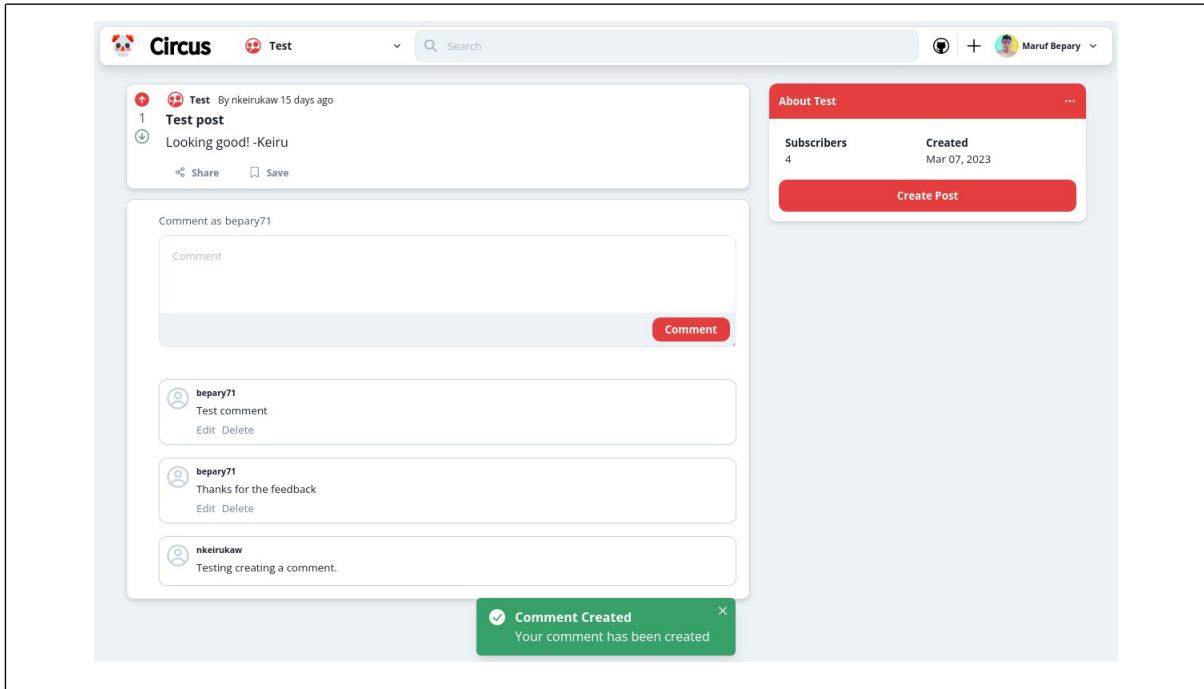 Circus
Test
Search
Maruf Bepary
Test By nkeirukaw 15 days ago
1
Test post
Looking good! -Keiru
Share Save
About Test
Subscribers Created
4 Mar 07, 2023
Create Post
Comment as bepary71
Comment
Comment
bepary71
Test comment
Edit Delete
bepary71
Thanks for the feedback
Edit Delete
nkeirukaw
Testing creating a comment.
Comment Created
Your comment has been created